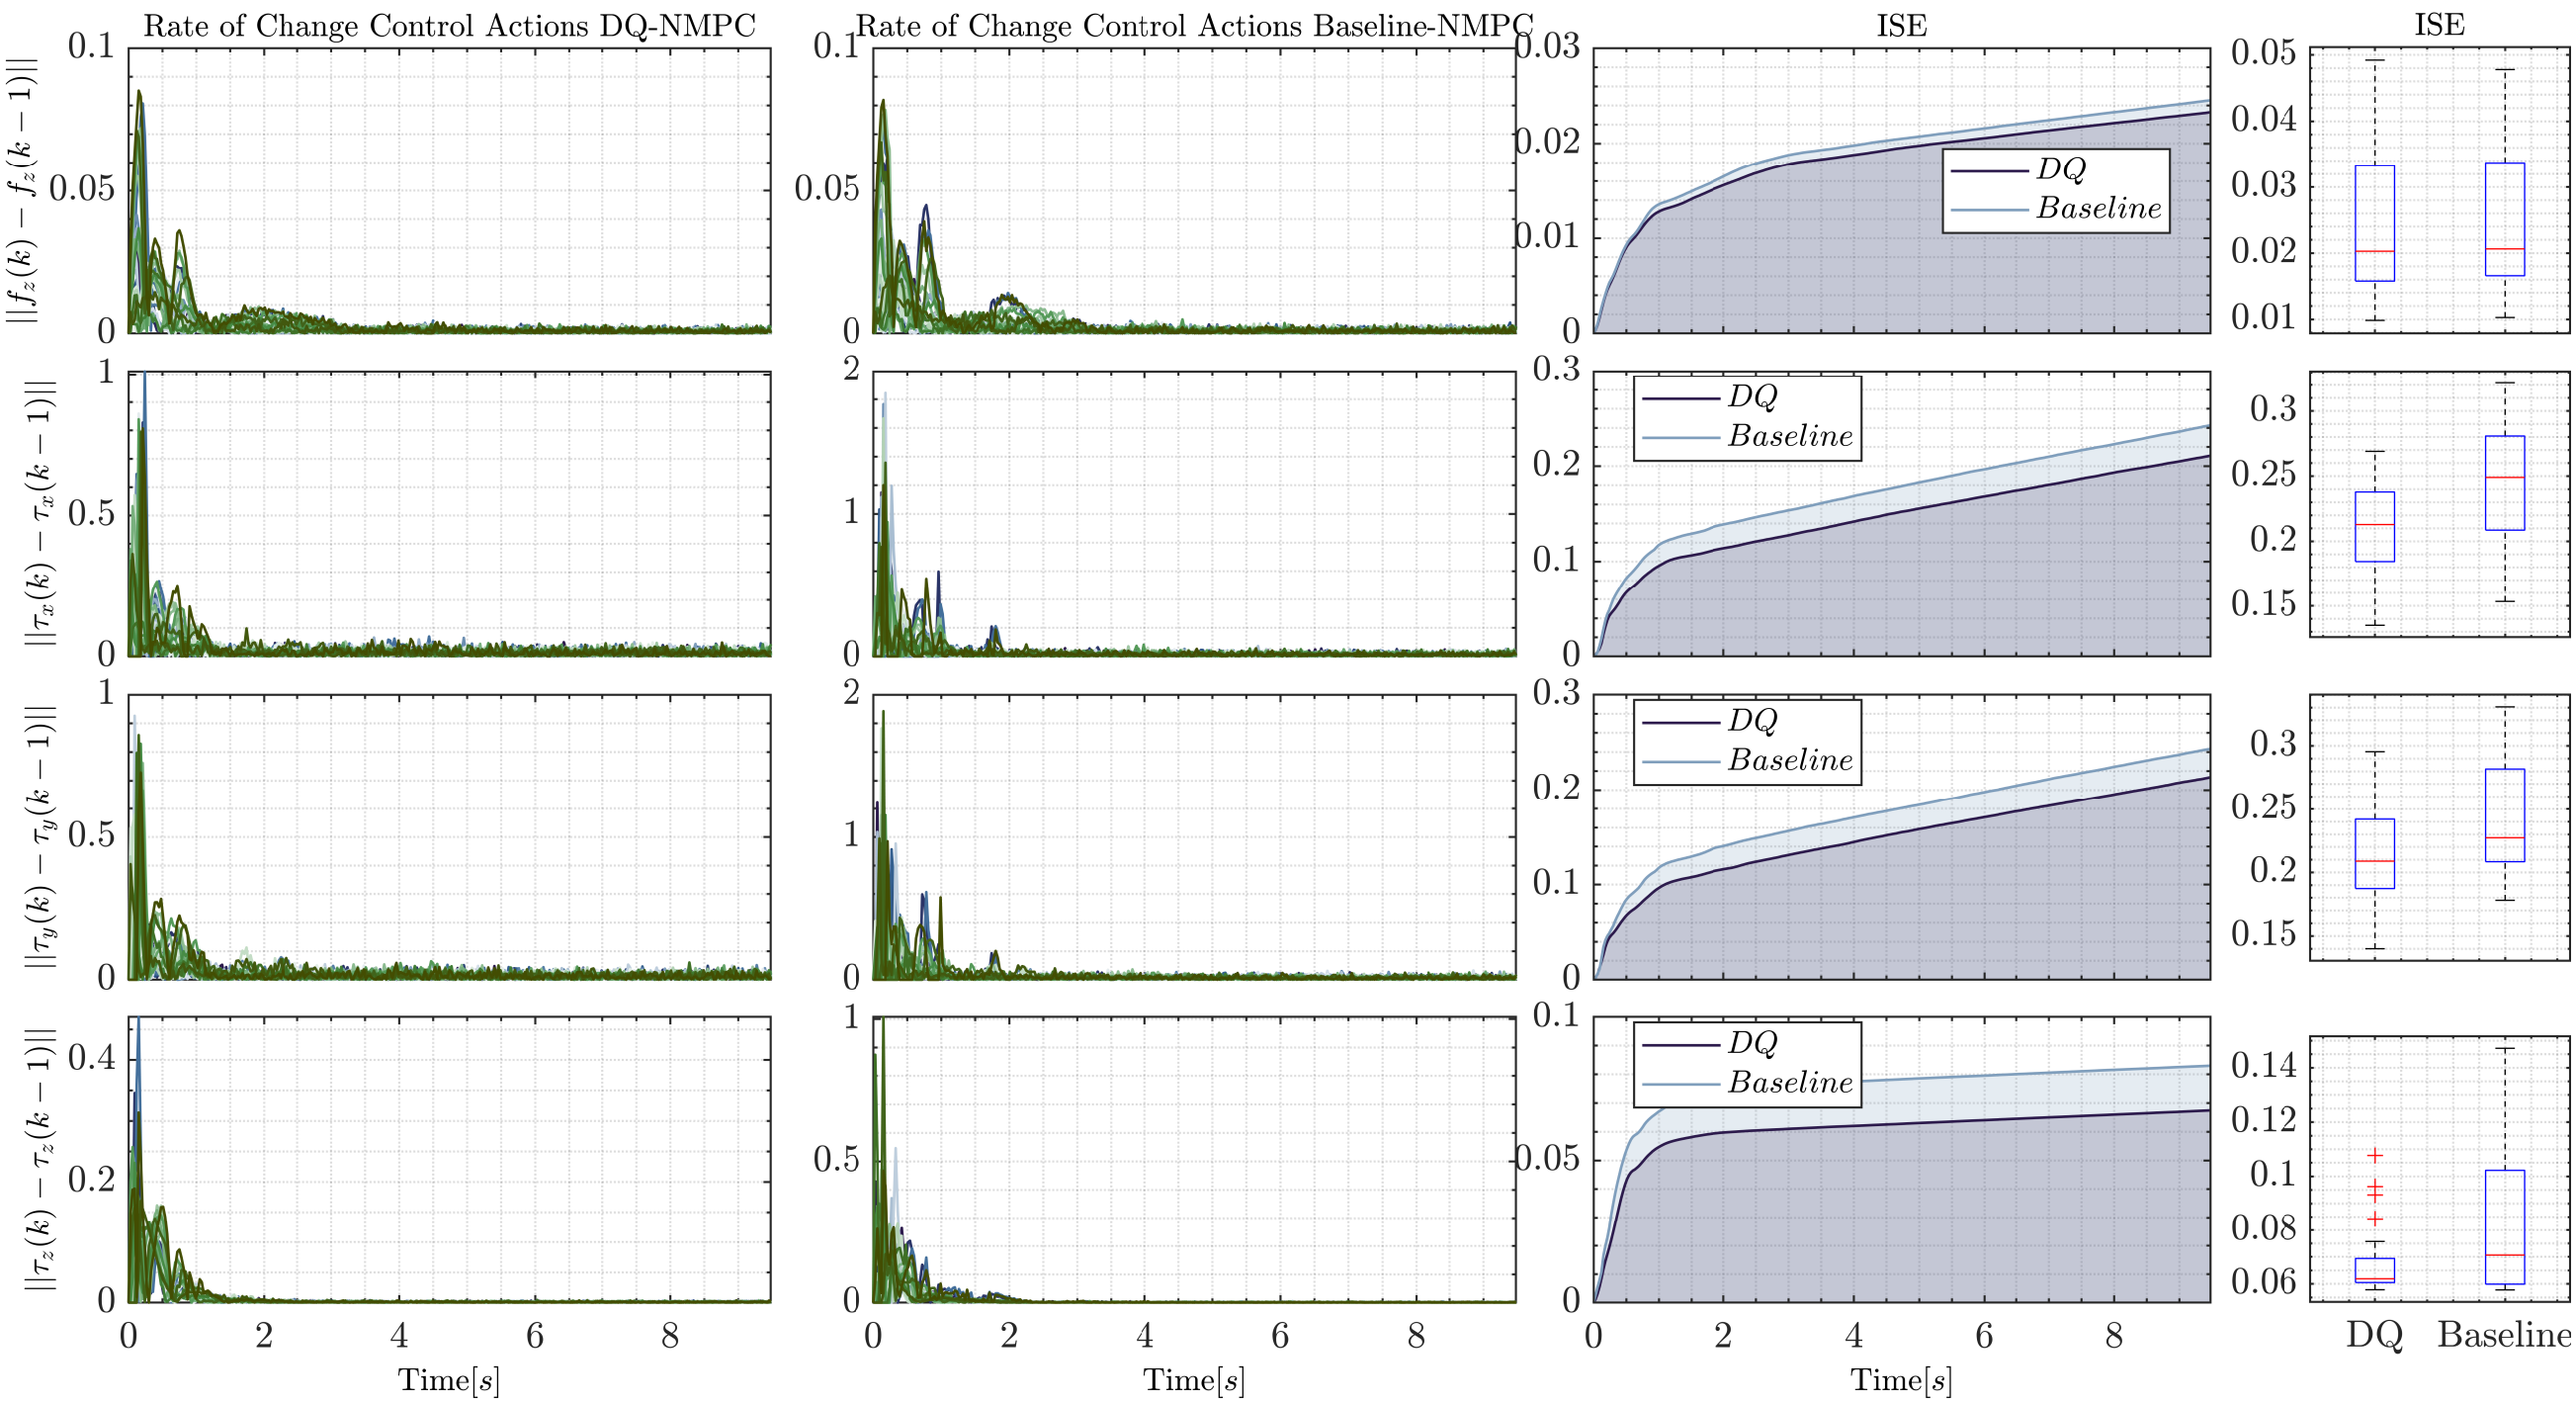 Rate of Change Control Actions DQ-NMPC
Rate of Change Control Actions Baseline-NMPC
ISE
ISE
||f_z(k) − f_z(k − 1)||
0.1
0.05
0
0.1
0.05
0
0.03
0.02
0.01
0
DQ
Baseline
0.05
0.04
0.03
0.02
0.01
||τ_x(k) − τ_x(k − 1)||
1
0.5
0
2
1
0
0.3
0.2
0.1
0
DQ
Baseline
0.3
0.25
0.2
0.15
||τ_y(k) − τ_y(k − 1)||
1
0.5
0
2
1
0
0.3
0.2
0.1
0
DQ
Baseline
0.3
0.25
0.2
0.15
||τ_z(k) − τ_z(k − 1)||
0.4
0.2
0
1
0.5
0
0.1
0.05
0
DQ
Baseline
0.14
0.12
0.1
0.08
0.06
0 2 4 6 8
0 2 4 6 8
0 2 4 6 8
DQ Baseline
Time[s]
Time[s]
Time[s]